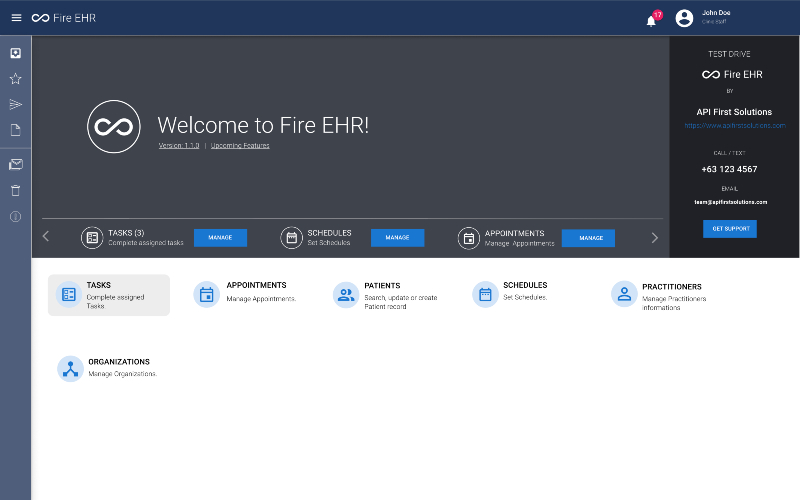 Fire EHR
17
John Doe
Clinic Staff
Welcome to Fire EHR!
Version: 1.1.0 | Upcoming Features
TEST DRIVE
Fire EHR
BY
API First Solutions
https://www.apifirstsolutions.com
CALL / TEXT
+63 123 4567
EMAIL
team@apifirstsolutions.com
GET SUPPORT
TASKS (3)
Complete assigned tasks
MANAGE
SCHEDULES
Set Schedules
MANAGE
APPOINTMENTS
Manage Appointments
MANAGE
TASKS
Complete assigned
Tasks.
APPOINTMENTS
Manage Appointments.
PATIENTS
Search, update or create
Patient record
SCHEDULES
Set Schedules.
PRACTITIONERS
Manage Practitioners
Informations
ORGANIZATIONS
Manage Organizations.